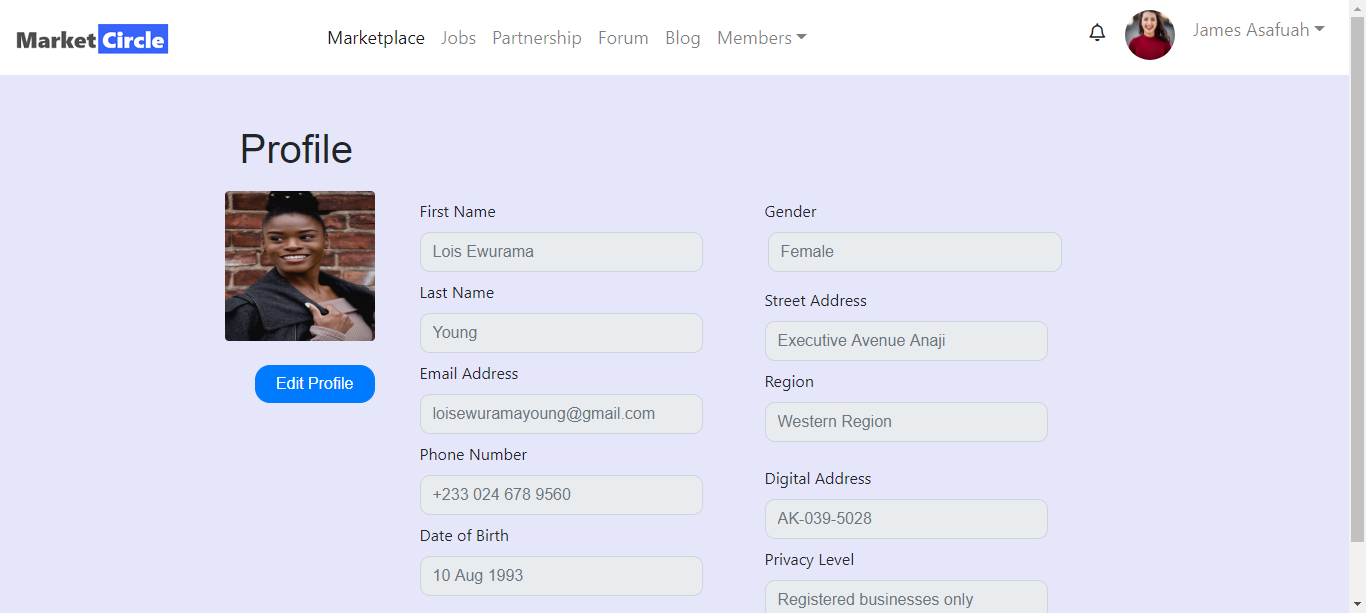 Market Circle
Marketplace Jobs Partnership Forum Blog Members
James Asafuah
Profile
Edit Profile
First Name
Lois Ewurama
Last Name
Young
Email Address
loisewuramayoung@gmail.com
Phone Number
+233 024 678 9560
Date of Birth
10 Aug 1993
Gender
Female
Street Address
Executive Avenue Anaji
Region
Western Region
Digital Address
AK-039-5028
Privacy Level
Registered businesses only